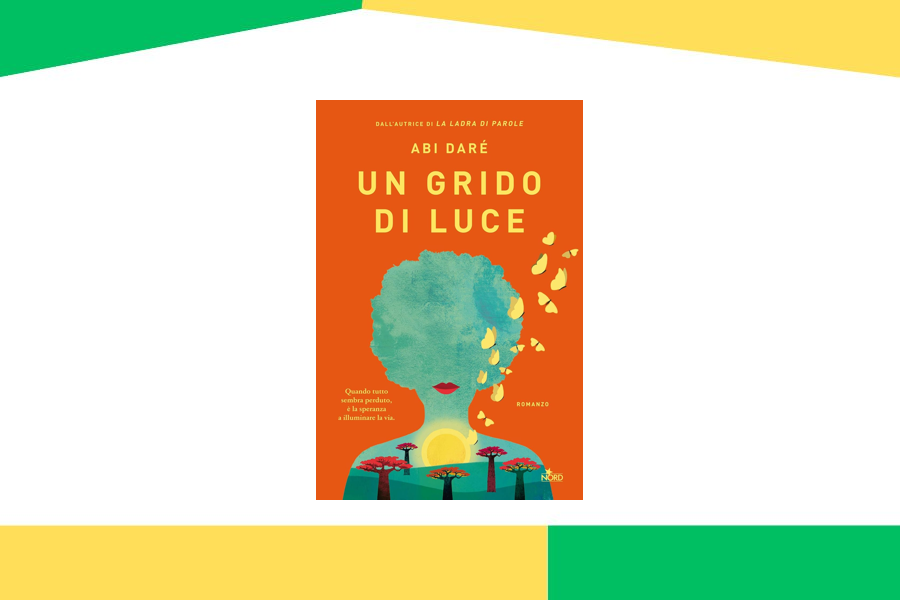 DALL'AUTRICE DI LA LADRA DI PAROLE
ABI DARÉ
UN GRIDO
DI LUCE
Quando tutto
sembra perduto,
è la speranza
a illuminare la via.
ROMANZO
NORD